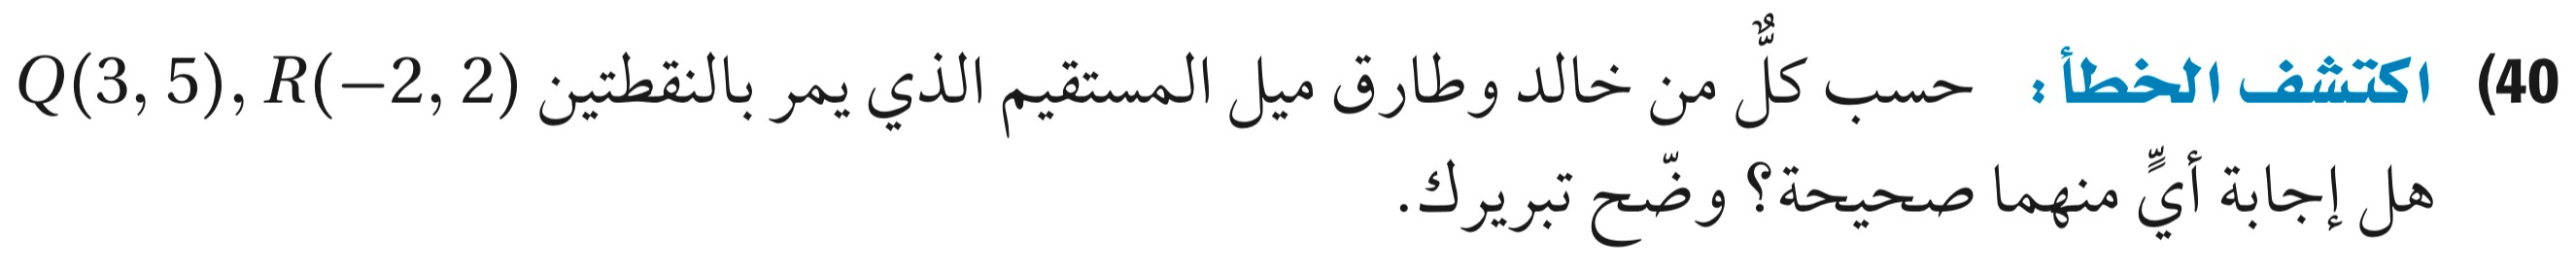 40) اكتشف الخطأ: حسب كلٌّ من خالد وطارق ميل المستقيم الذي يمر بالنقطتين Q(3, 5), R(−2, 2)
هل إجابة أيٍّ منهما صحيحة؟ وضّح تبريرك.